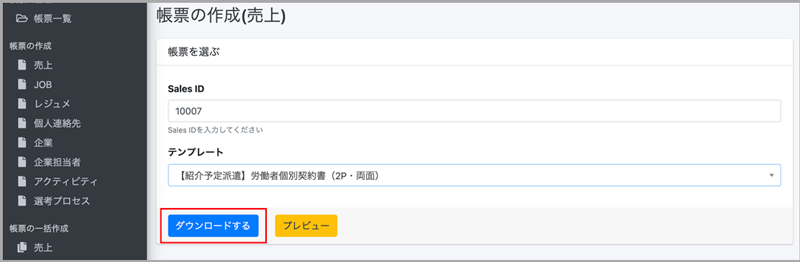 帳票一覧
帳票の作成
売上
JOB
レジュメ
個人連絡先
企業
企業担当者
アクティビティ
選考プロセス
帳票の一括作成
売上
帳票の作成(売上)
帳票を選ぶ
Sales ID
10007
Sales IDを入力してください
テンプレート
【紹介予定派遣】労働者個別契約書（2P・両面）
ダウンロードする
プレビュー